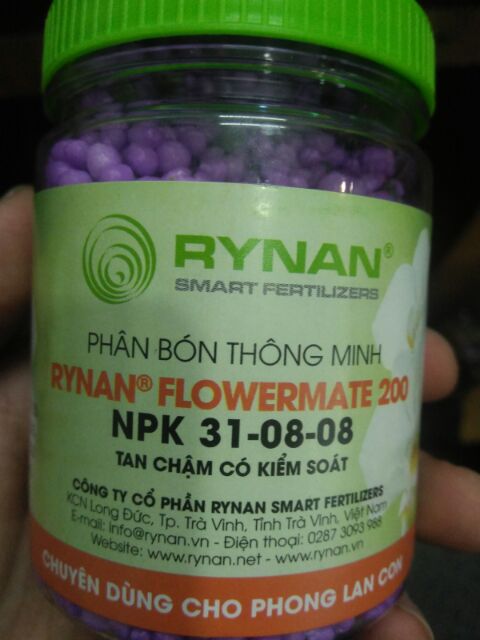 RYNAN®
SMART FERTILIZERS
PHÂN BÓN THÔNG MINH
RYNAN® FLOWERMATE 200
NPK 31-08-08
TAN CHẬM CÓ KIỂM SOÁT
CÔNG TY CỔ PHẦN RYNAN SMART FERTILIZERS
KCN Long Đức, Tp. Trà Vinh, Tỉnh Trà Vinh, Việt Nam
E-mail: info@rynan.vn - Điện thoại: 0287 3093 988
Website: www.rynan.net - www.rynan.vn
CHUYÊN DÙNG CHO PHONG LAN CON